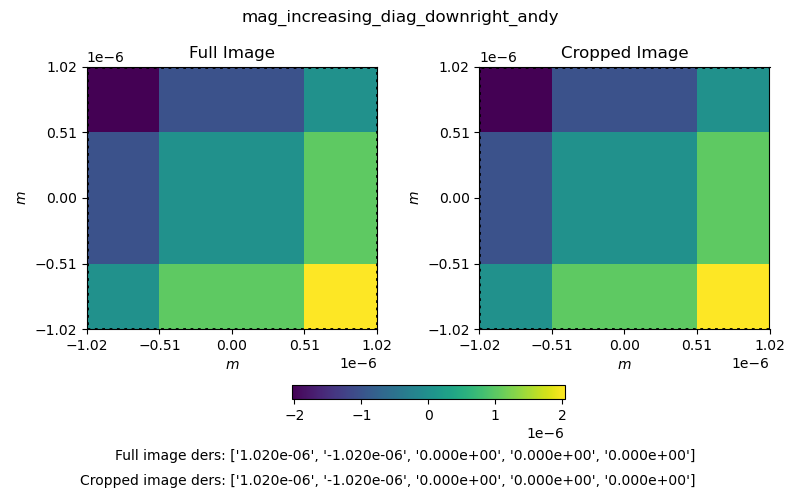 mag_increasing_diag_downright_andy
Full Image
Cropped Image
1e−6
1e−6
1.02
0.51
0.00
−0.51
−1.02
m
−1.02
−0.51
0.00
0.51
1.02
1e−6
m
1.02
0.51
0.00
−0.51
−1.02
m
−1.02
−0.51
0.00
0.51
1.02
1e−6
m
−2
−1
0
1
2
1e−6
Full image ders: ['1.020e-06', '-1.020e-06', '0.000e+00', '0.000e+00', '0.000e+00']
Cropped image ders: ['1.020e-06', '-1.020e-06', '0.000e+00', '0.000e+00', '0.000e+00']